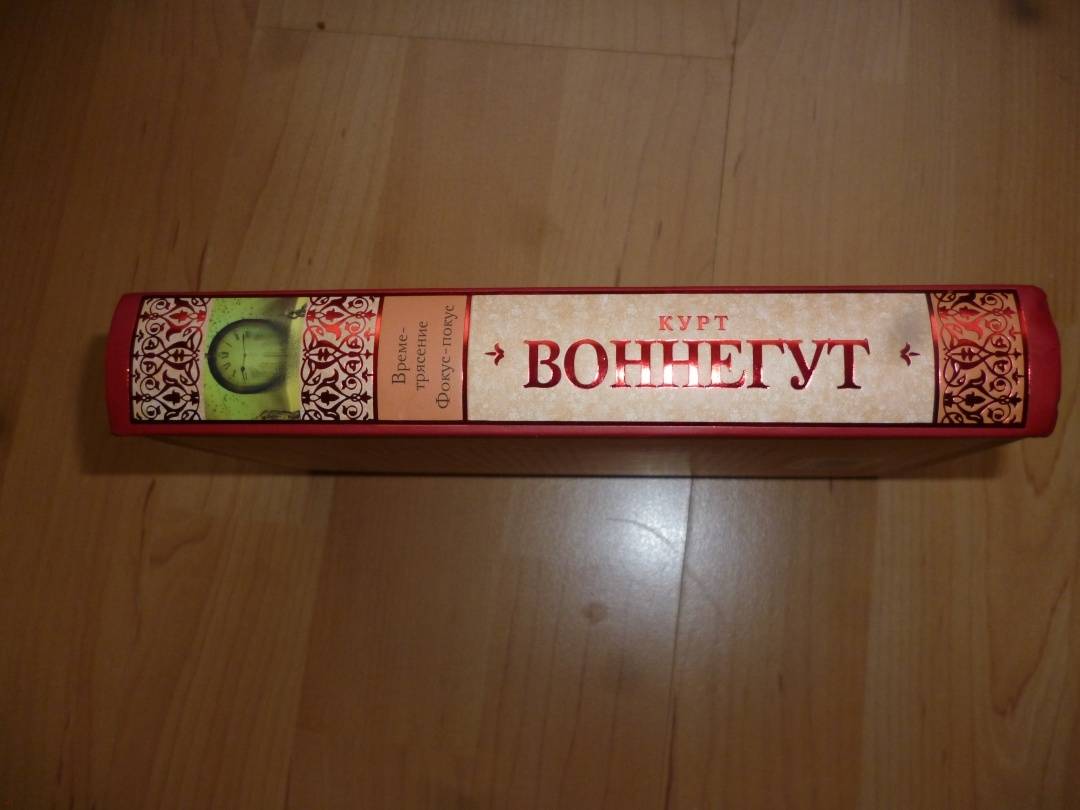 КУРТ
ВОННЕГУТ
Време-
трясение
Фокус-покус